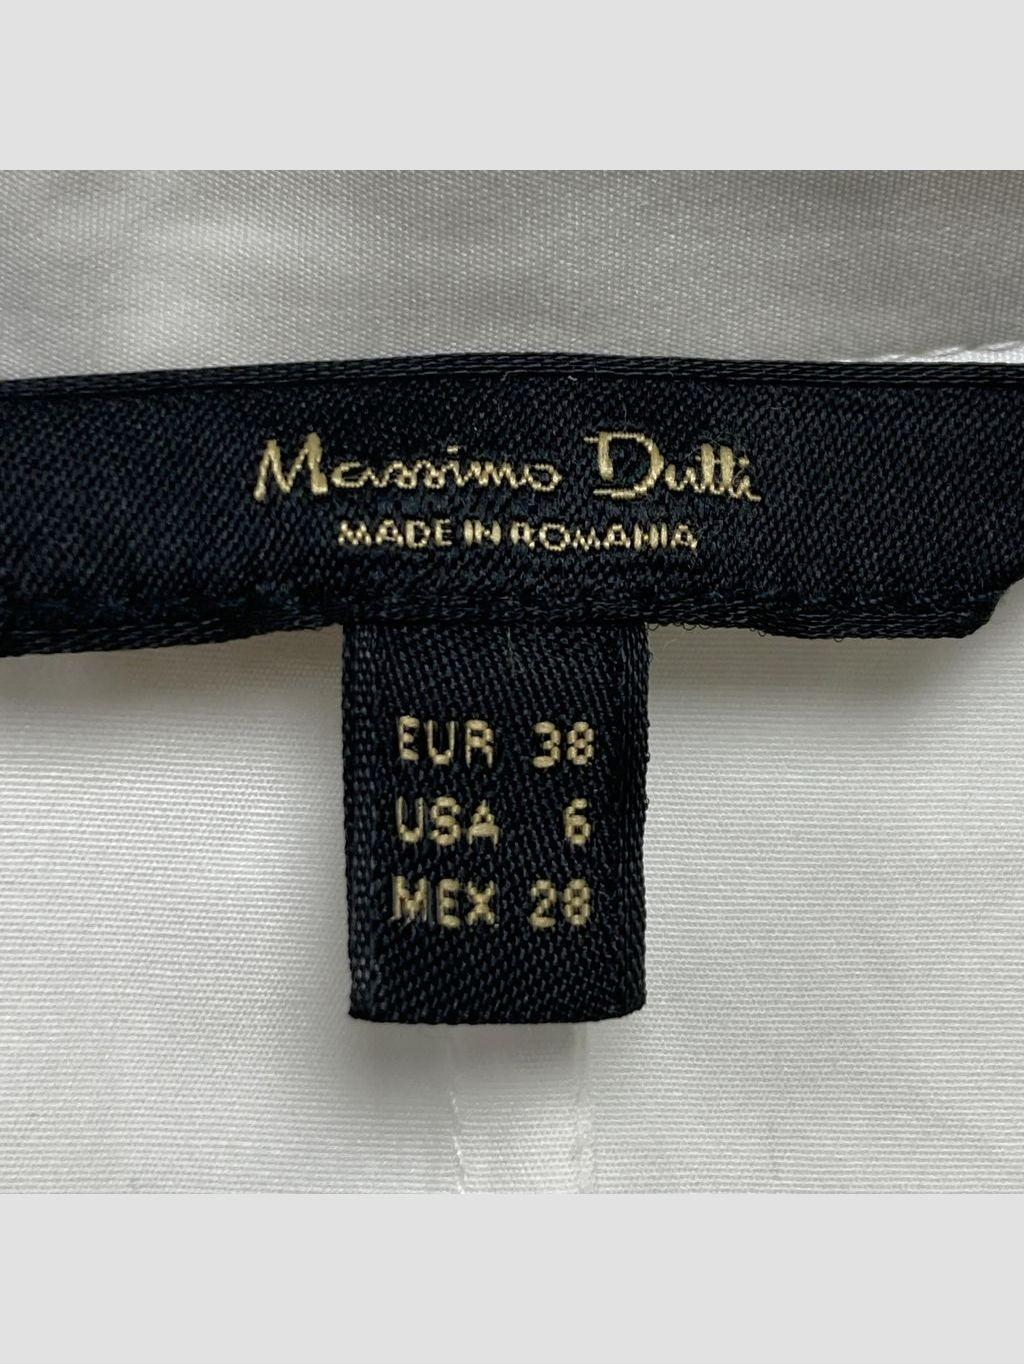 Massimo Dutti
MADE IN ROMANIA
EUR 38
USA 6
MEX 28